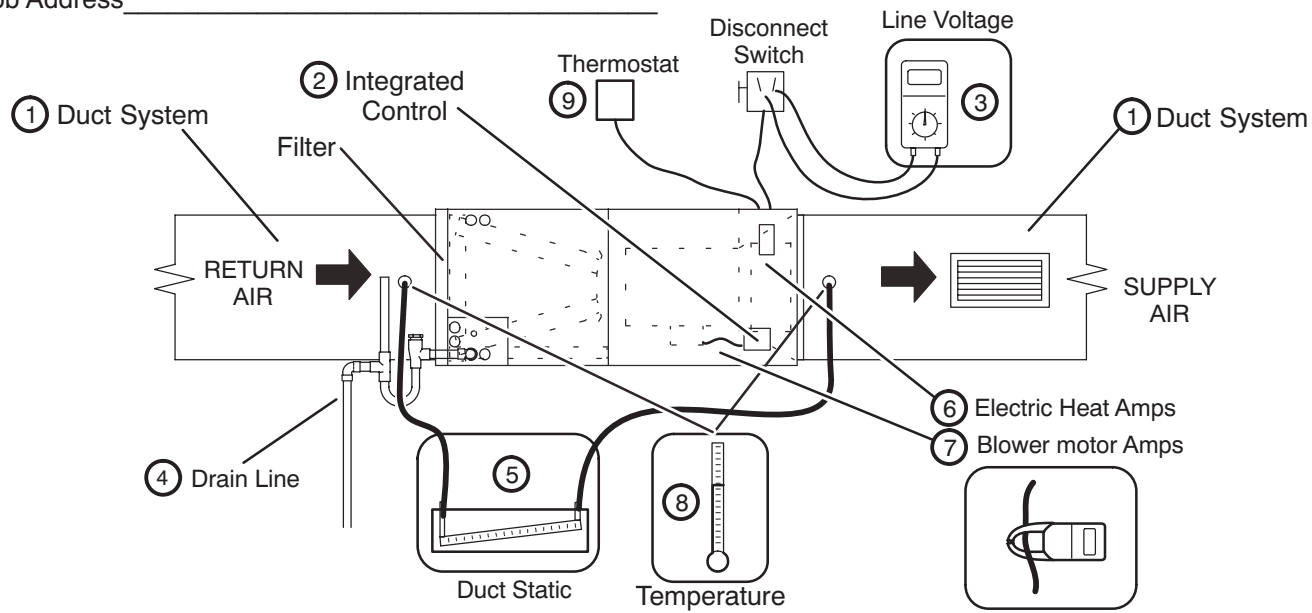 ob Address
Line Voltage
Disconnect
Switch
Thermostat
2 Integrated
Control
9
3
1 Duct System
1 Duct System
Filter
RETURN
AIR
SUPPLY
AIR
6 Electric Heat Amps
7 Blower motor Amps
4 Drain Line
5
8
Duct Static
Temperature